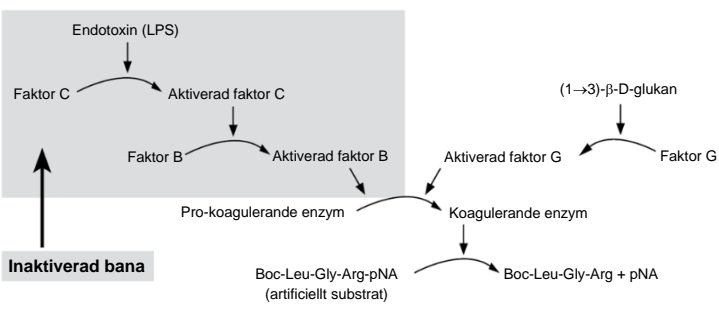 Endotoxin (LPS)
Faktor C
Aktiverad faktor C
(1→3)-β-D-glukan
Faktor B
Aktiverad faktor B
Aktiverad faktor G
Faktor G
Pro-koagulerande enzym
Koagulerande enzym
Inaktiverad bana
Boc-Leu-Gly-Arg-pNA
(artificiellt substrat)
Boc-Leu-Gly-Arg + pNA